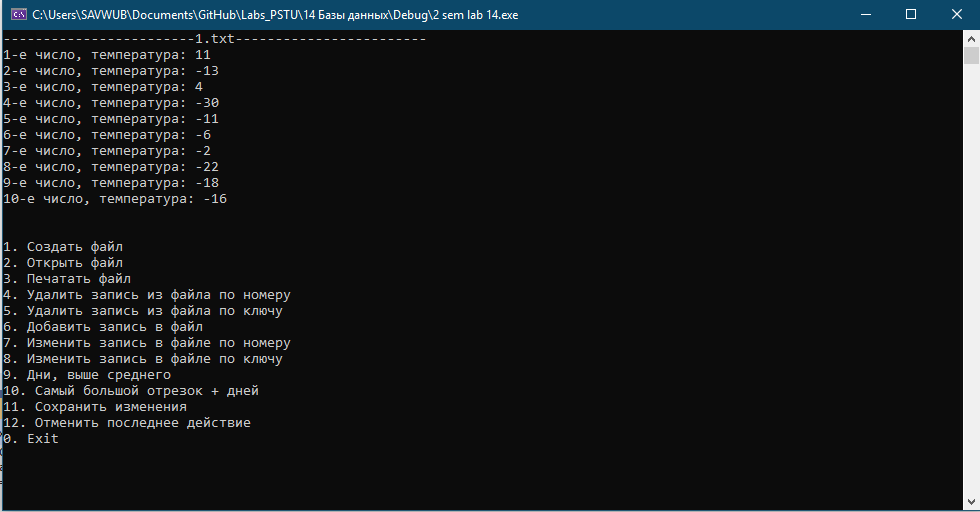 C:\Users\SAVWUB\Documents\GitHub\Labs_PSTU\14 Базы данных\Debug\2 sem lab 14.exe
------------------------1.txt------------------------
1-е число, температура: 11
2-е число, температура: -13
3-е число, температура: 4
4-е число, температура: -30
5-е число, температура: -11
6-е число, температура: -6
7-е число, температура: -2
8-е число, температура: -22
9-е число, температура: -18
10-е число, температура: -16
1. Создать файл
2. Открыть файл
3. Печатать файл
4. Удалить запись из файла по номеру
5. Удалить запись из файла по ключу
6. Добавить запись в файл
7. Изменить запись в файле по номеру
8. Изменить запись в файле по ключу
9. Дни, выше среднего
10. Самый большой отрезок + дней
11. Сохранить изменения
12. Отменить последнее действие
0. Exit